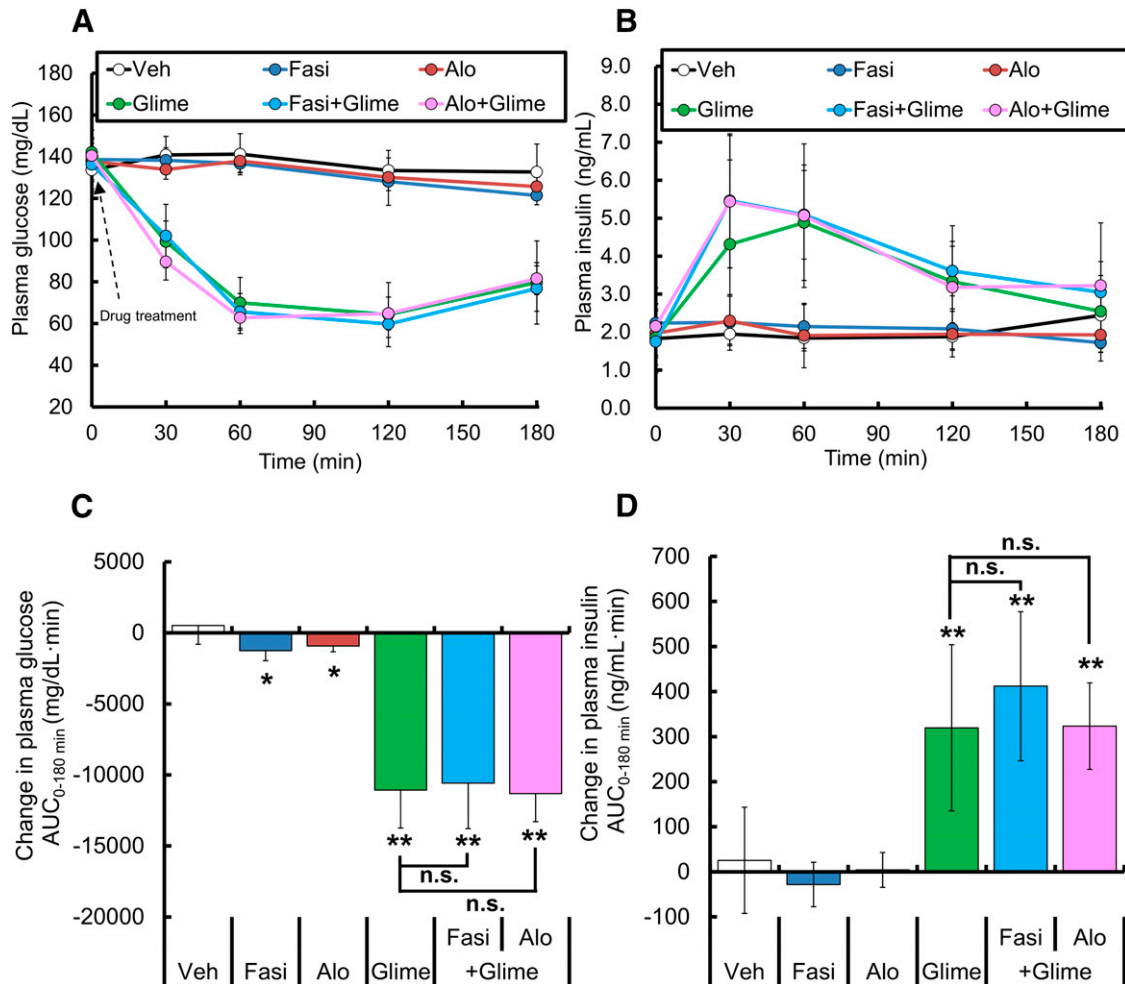 A
Veh Fasi Alo
Glime Fasi+Glime Alo+Glime
Plasma glucose (mg/dL)
180
160
140
120
100
80
60
40
20
Drug treatment
0 30 60 90 120 150 180
Time (min)
B
Veh Fasi Alo
Glime Fasi+Glime Alo+Glime
Plasma insulin (ng/mL)
9.0
8.0
7.0
6.0
5.0
4.0
3.0
2.0
1.0
0.0
0 30 60 90 120 150 180
Time (min)
C
Change in plasma glucose
AUC0-180 min (mg/dL·min)
5000
0
-5000
-10000
-15000
-20000
* *
** ** **
n.s.
n.s.
Fasi Alo
Veh Fasi Alo Glime +Glime
D
Change in plasma insulin
AUC0-180 min (ng/mL·min)
700
600
500
400
300
200
100
0
-100
n.s.
n.s.
** ** **
Fasi Alo
Veh Fasi Alo Glime +Glime